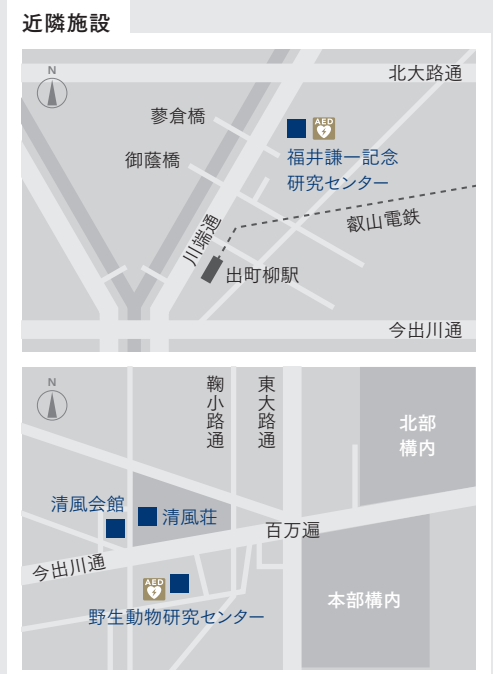 近隣施設
N
北大路通
蓼倉橋
AED
御蔭橋
福井謙一記念
研究センター
川端通
叡山電鉄
出町柳駅
今出川通
N
鞠小路通
東大路通
北部
構内
清風会館
清風荘
百万遍
今出川通
AED
本部構内
野生動物研究センター